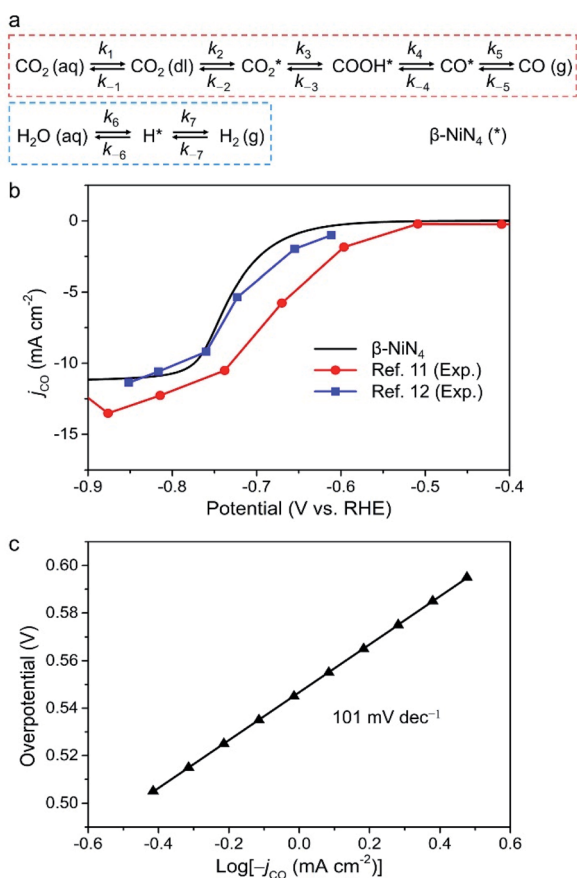 a
k₁ k₂ k₃ k₄ k₅
CO₂ (aq) ⇌ CO₂ (dl) ⇌ CO₂* ⇌ COOH* ⇌ CO* ⇌ CO (g)
k₋₁ k₋₂ k₋₃ k₋₄ k₋₅
k₆ k₇
H₂O (aq) ⇌ H* ⇌ H₂ (g) β-NiN₄ (*)
k₋₆ k₋₇
b
0
-5
-10
-15
j_CO (mA cm⁻²)
β-NiN₄
Ref. 11 (Exp.)
Ref. 12 (Exp.)
-0.9 -0.8 -0.7 -0.6 -0.5 -0.4
Potential (V vs. RHE)
c
0.60
0.58
0.56
0.54
0.52
0.50
Overpotential (V)
101 mV dec⁻¹
-0.6 -0.4 -0.2 0.0 0.2 0.4 0.6
Log[−j_CO (mA cm⁻²)]